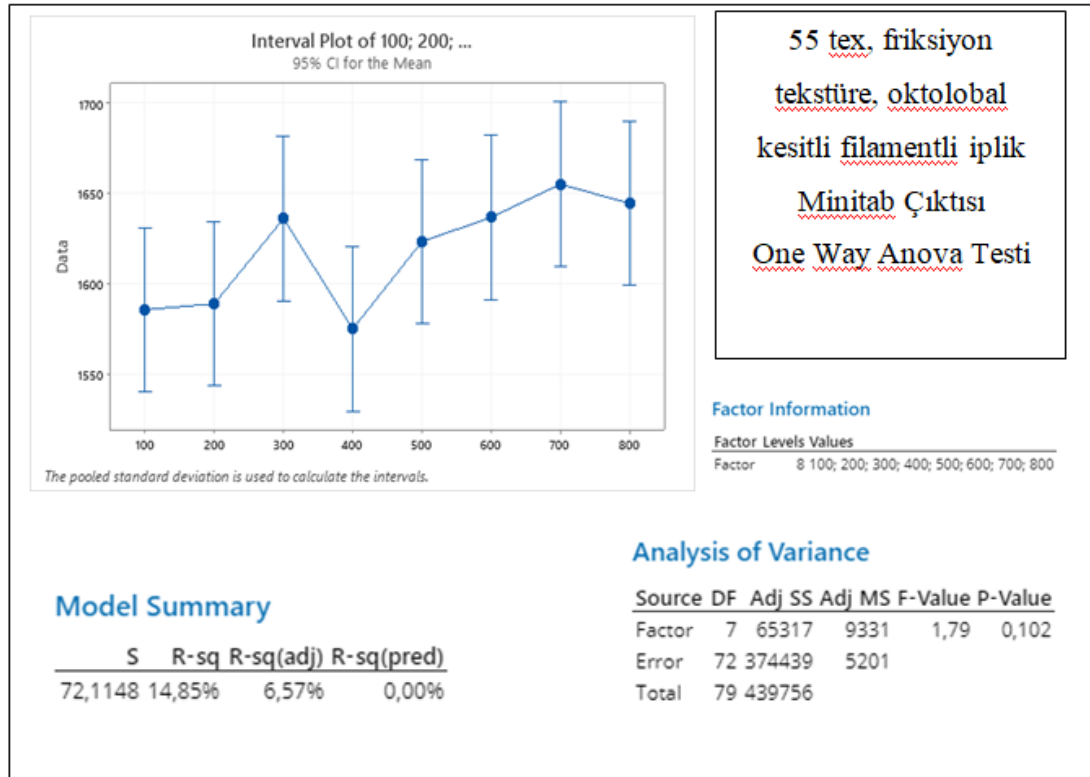 Interval Plot of 100; 200; ...
95% CI for the Mean
1700
1650
1600
1550
Data
100 200 300 400 500 600 700 800
The pooled standard deviation is used to calculate the intervals.
55 tex, friksiyon
tekstüre, oktolobal
kesitli filamentli iplik
Minitab Çıktısı
One Way Anova Testi
Factor Information
Factor Levels Values
Factor 8 100; 200; 300; 400; 500; 600; 700; 800
Model Summary
S R-sq R-sq(adj) R-sq(pred)
72,1148 14,85% 6,57% 0,00%
Analysis of Variance
Source DF Adj SS Adj MS F-Value P-Value
Factor 7 65317 9331 1,79 0,102
Error 72 374439 5201
Total 79 439756